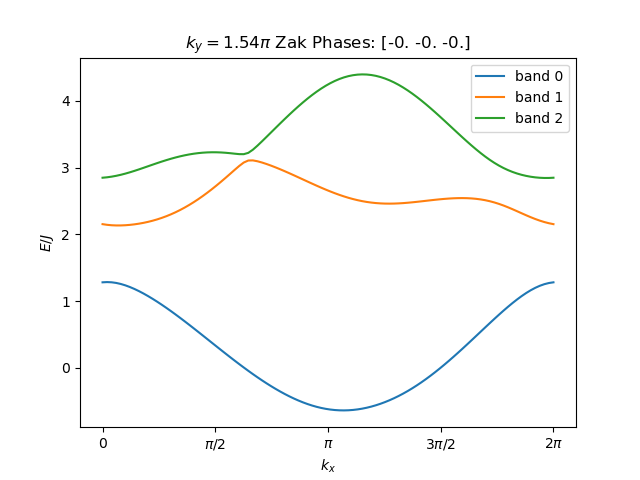 $k_y = 1.54\pi$ Zak Phases: [-0. -0. -0.]
band 0
band 1
band 2
4
3
2
1
0
E/J
0
π/2
π
3π/2
2π
$k_x$